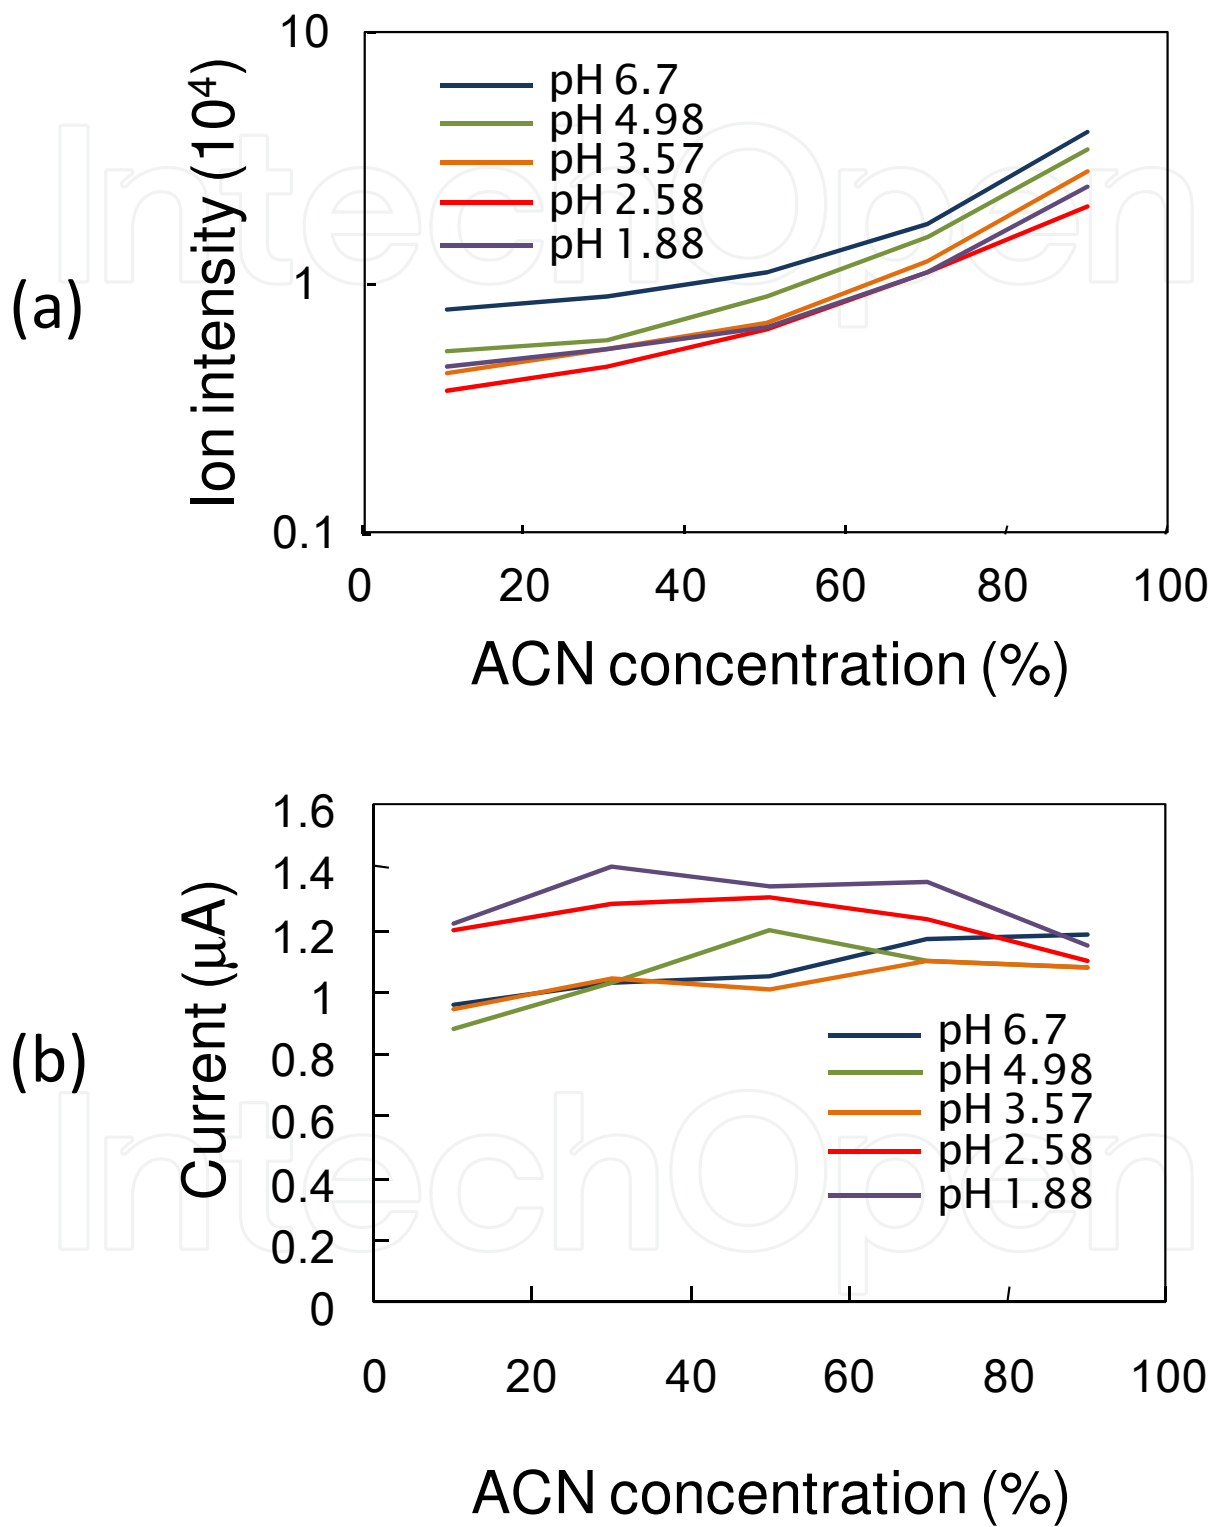 (a)
Ion intensity (10⁴)
10
1
0.1
pH 6.7
pH 4.98
pH 3.57
pH 2.58
pH 1.88
0 20 40 60 80 100
ACN concentration (%)
IntechOpen
(b)
Current (µA)
1.6
1.4
1.2
1
0.8
0.6
0.4
0.2
0
pH 6.7
pH 4.98
pH 3.57
pH 2.58
pH 1.88
0 20 40 60 80 100
ACN concentration (%)
IntechOpen